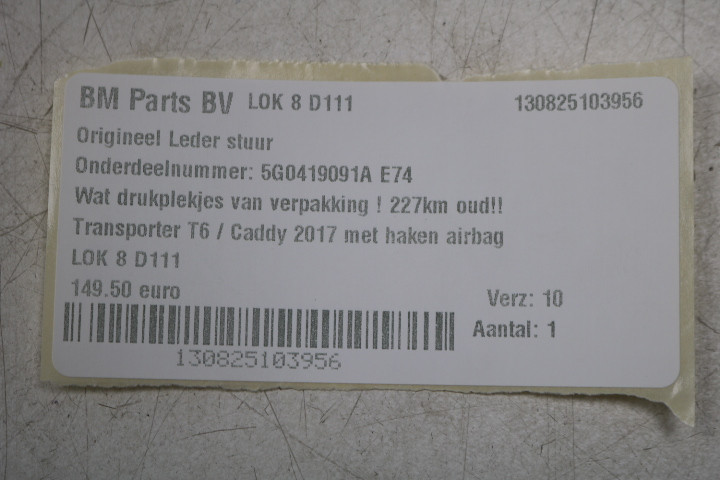 BM Parts BV LOK 8 D111 130825103956
Origineel Leder stuur
Onderdeelnummer: 5G0419091A E74
Wat drukplekjes van verpakking ! 227km oud!!
Transporter T6 / Caddy 2017 met haken airbag
LOK 8 D111
149.50 euro
Verz: 10
Aantal: 1
130825103956